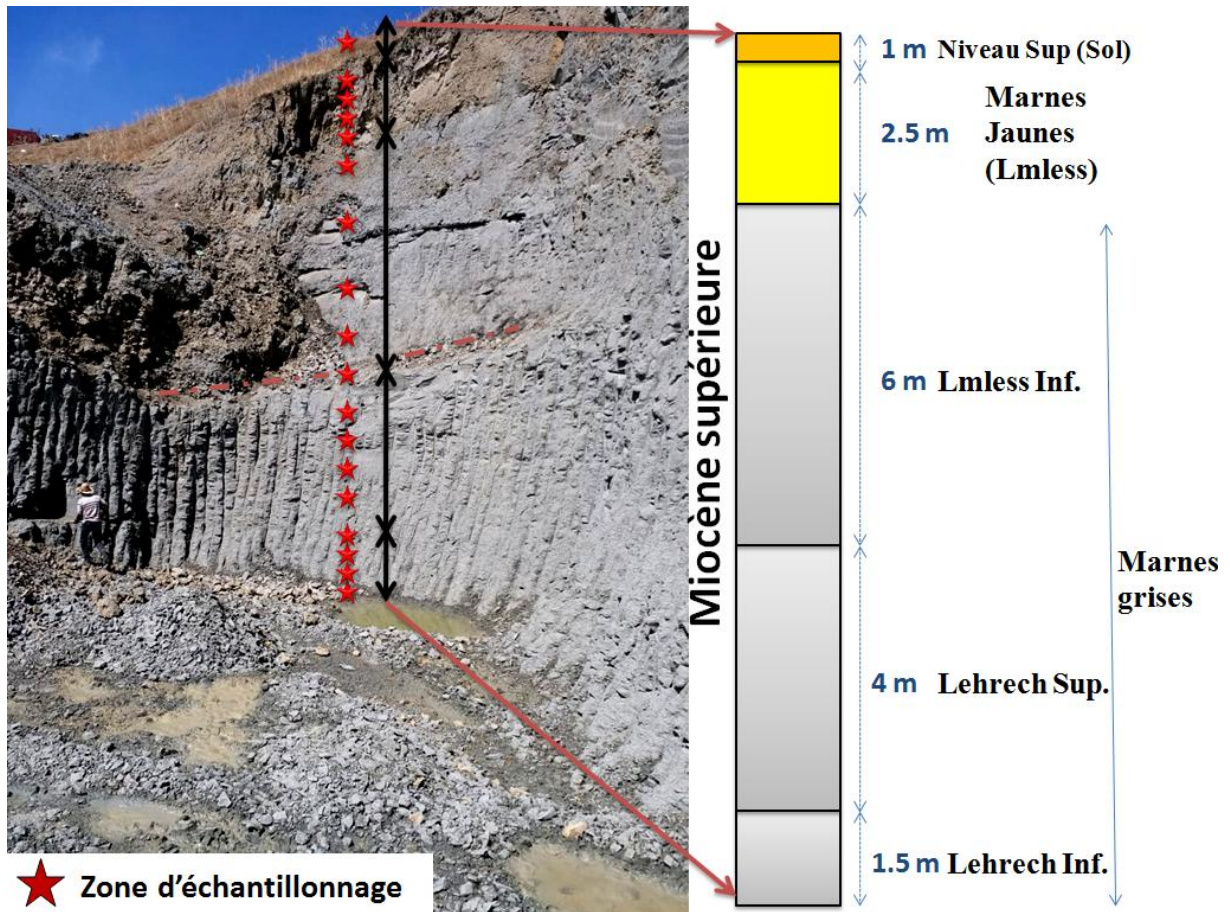 1 m Niveau Sup (Sol)
Marnes
Jaunes
(Lmless)
2.5 m
Miocène supérieure
6 m Lmless Inf.
Marnes
grises
4 m Lehrech Sup.
1.5 m Lehrech Inf.
Zone d'échantillonnage